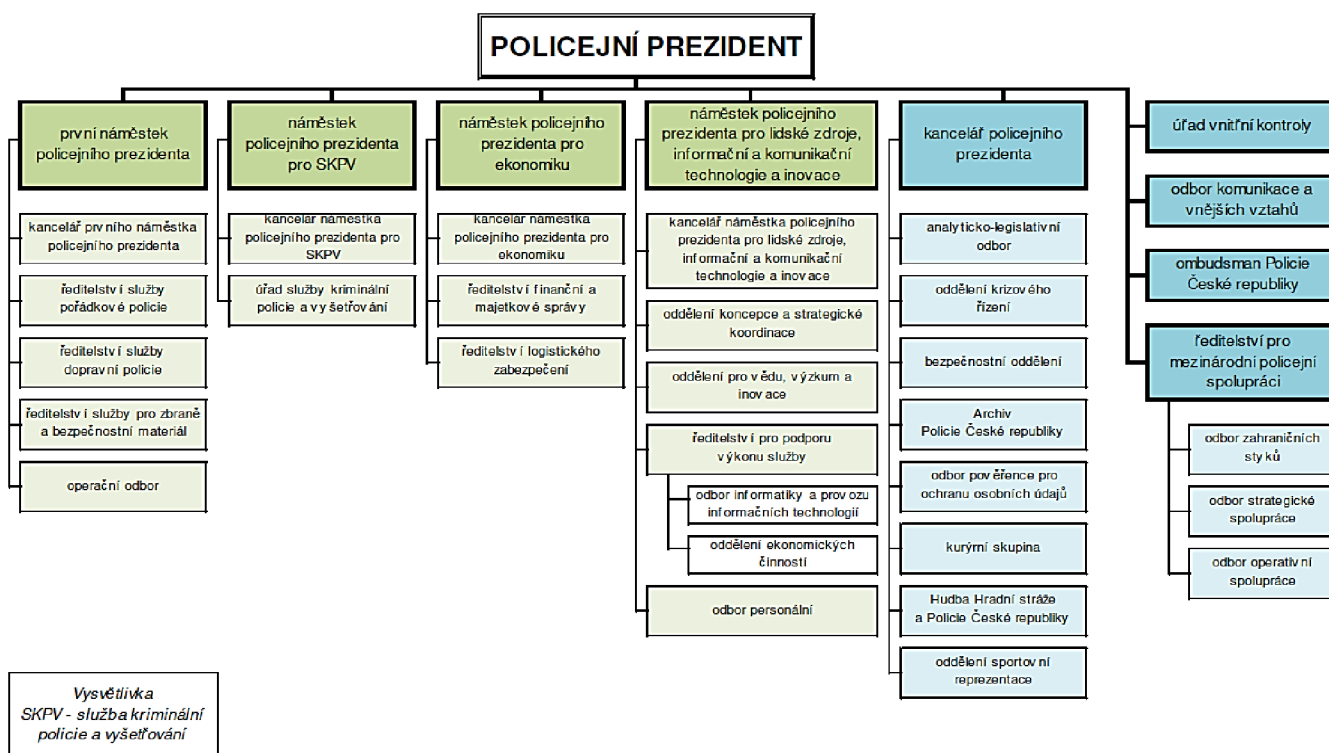 POLICEJNÍ PREZIDENT
první náměstek
policejního prezidenta
kancelář prvního náměstka
policejního prezidenta
ředitelství služby
pořádkové policie
ředitelství služby
dopravní policie
ředitelství služby pro zbraně
a bezpečnostní materiál
operační odbor
náměstek
policejního prezidenta
pro SKPV
kancelář náměstka
policejního prezidenta pro
SKPV
úřad služby kriminální
policie a vyšetřování
náměstek policejního
prezidenta pro
ekonomiku
kancelář náměstka
policejního prezidenta pro
ekonomiku
ředitelství finanční a
majetkové správy
ředitelství logistického
zabezpečení
náměstek policejního
prezidenta pro lidské zdroje,
informační a komunikační
technologie a inovace
kancelář náměstka policejního
prezidenta pro lidské zdroje,
informační a komunikační
technologie a inovace
oddělení koncepce a strategické
koordinace
oddělení pro vědu, výzkum a
inovace
ředitelství pro podporu
výkonu služby
odbor informatiky a provozu
informačních technologií
oddělení ekonomických
činností
odbor personální
kancelář policejního
prezidenta
analyticko-legislativní
odbor
oddělení krizového
řízení
bezpečnostní oddělení
Archiv
Policie České republiky
odbor pověřence pro
ochranu osobních údajů
kurýrní skupina
Hudba Hradní stráže
a Policie České republiky
oddělení sportovní
reprezentace
úřad vnitřní kontroly
odbor komunikace a
vnějších vztahů
ombudsman Policie
České republiky
ředitelství pro
mezinárodní policejní
spolupráci
odbor zahraničních
styků
odbor strategické
spolupráce
odbor operativní
spolupráce
Vysvětlivka
SKPV - služba kriminální
policie a vyšetřování